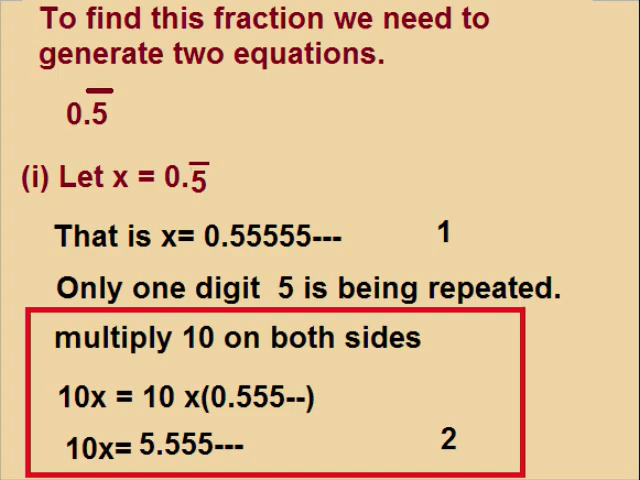 To find this fraction we need to
generate two equations.
0.5̅
(i) Let x = 0.5̅
That is x= 0.55555--- 1
Only one digit 5 is being repeated.
multiply 10 on both sides
10x = 10 x(0.555--)
10x= 5.555--- 2